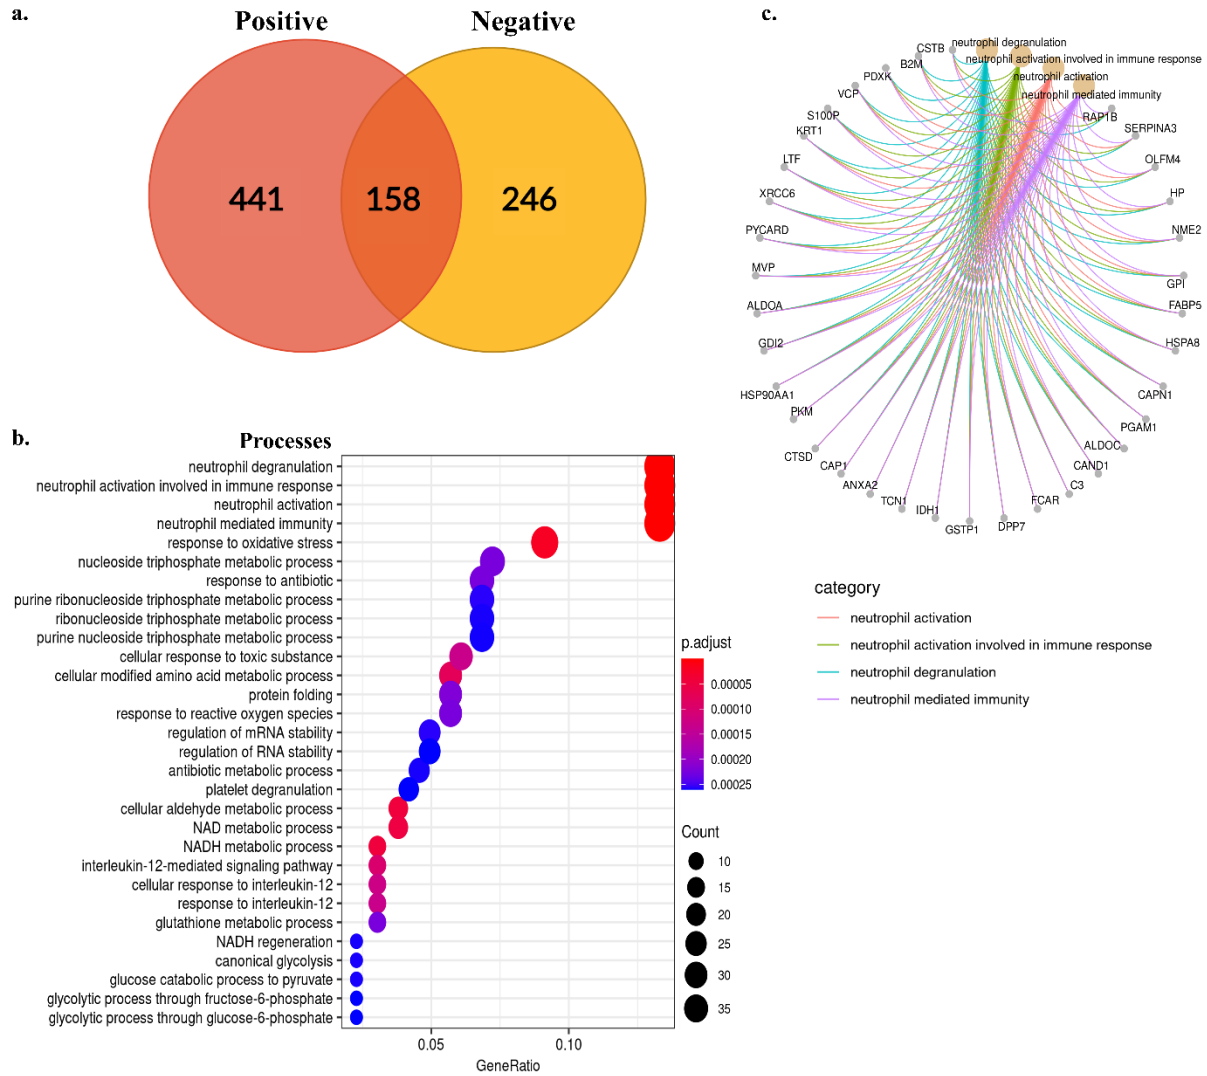 a.
Positive
Negative
441
158
246
b.
Processes
neutrophil degranulation
neutrophil activation involved in immune response
neutrophil activation
neutrophil mediated immunity
response to oxidative stress
nucleoside triphosphate metabolic process
response to antibiotic
purine ribonucleoside triphosphate metabolic process
ribonucleoside triphosphate metabolic process
purine nucleoside triphosphate metabolic process
cellular response to toxic substance
cellular modified amino acid metabolic process
protein folding
response to reactive oxygen species
regulation of mRNA stability
regulation of RNA stability
antibiotic metabolic process
platelet degranulation
cellular aldehyde metabolic process
NAD metabolic process
NADH metabolic process
interleukin-12-mediated signaling pathway
cellular response to interleukin-12
response to interleukin-12
glutathione metabolic process
NADH regeneration
canonical glycolysis
glucose catabolic process to pyruvate
glycolytic process through fructose-6-phosphate
glycolytic process through glucose-6-phosphate
0.05
0.10
GeneRatio
p.adjust
0.00005
0.00010
0.00015
0.00020
0.00025
Count
10
15
20
25
30
35
c.
neutrophil degranulation
neutrophil activation involved in immune response
neutrophil activation
neutrophil mediated immunity
CSTB
B2M
PDXK
VCP
S100P
KRT1
LTF
XRCC6
PYCARD
MVP
ALDOA
GDI2
HSP90AA1
PKM
CTSD
CAP1
ANXA2
TCN1
IDH1
GSTP1
DPP7
FCAR
C3
CAND1
ALDOC
PGAM1
CAPN1
HSPA8
FABP5
GPI
NME2
HP
OLFM4
SERPINA3
RAP1B
category
neutrophil activation
neutrophil activation involved in immune response
neutrophil degranulation
neutrophil mediated immunity